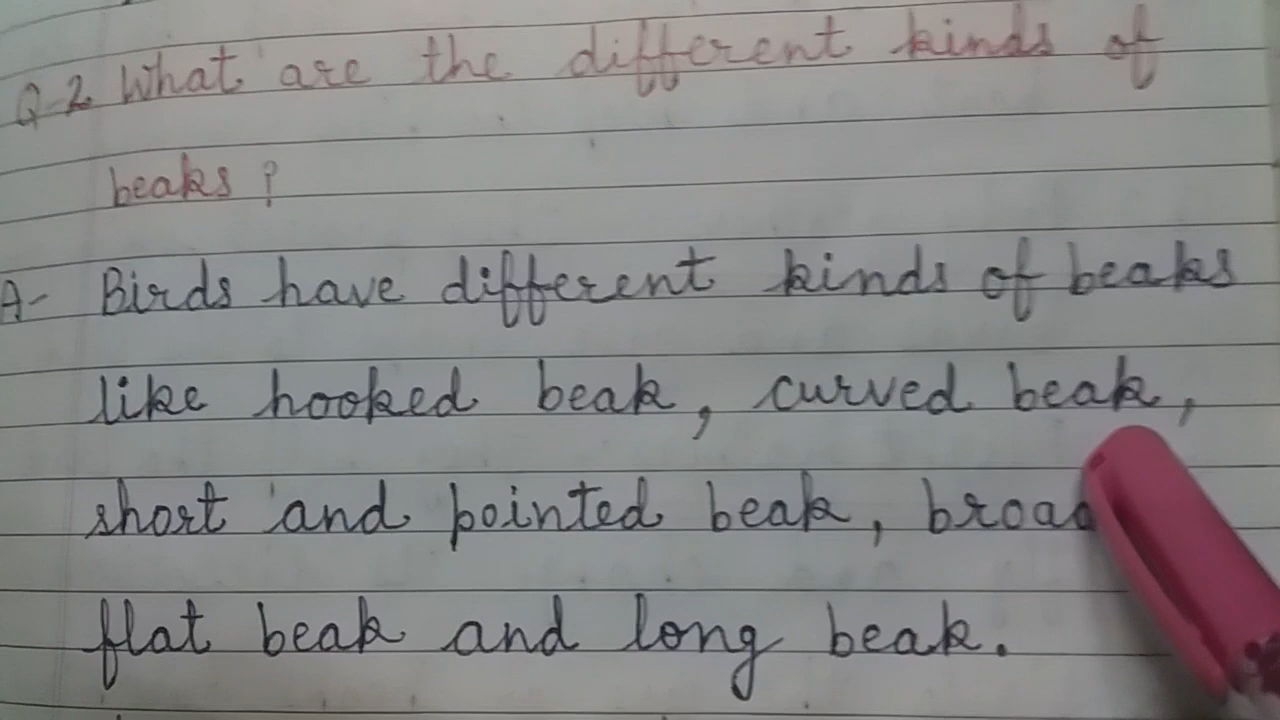 Q-2 What are the different kinds of
beaks?
A- Birds have different kinds of beaks
like hooked beak, curved beak,
short and pointed beak,
flat beak and long beak.